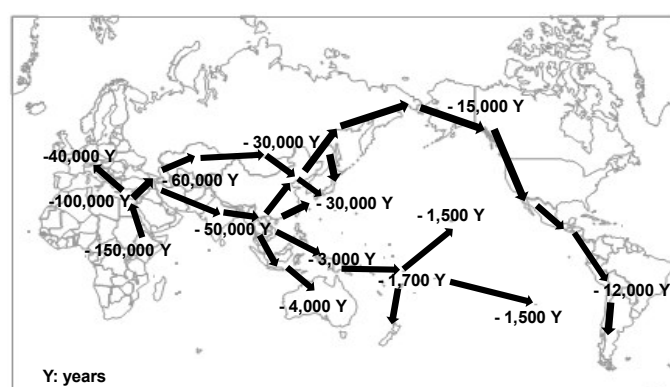 - 15,000 Y
- 30,000 Y
-40,000 Y
- 60,000 Y
-100,000 Y
- 30,000 Y
- 1,500 Y
- 50,000 Y
- 150,000 Y
- 3,000 Y
- 1,700 Y
- 12,000 Y
- 4,000 Y
- 1,500 Y
Y: years